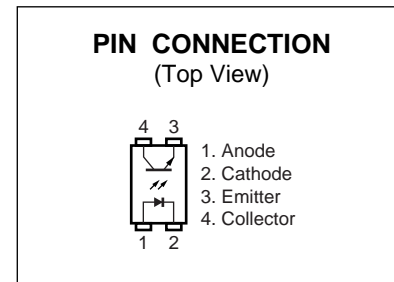 PIN CONNECTION
(Top View)
4 3
1. Anode
2. Cathode
3. Emitter
4. Collector
1 2